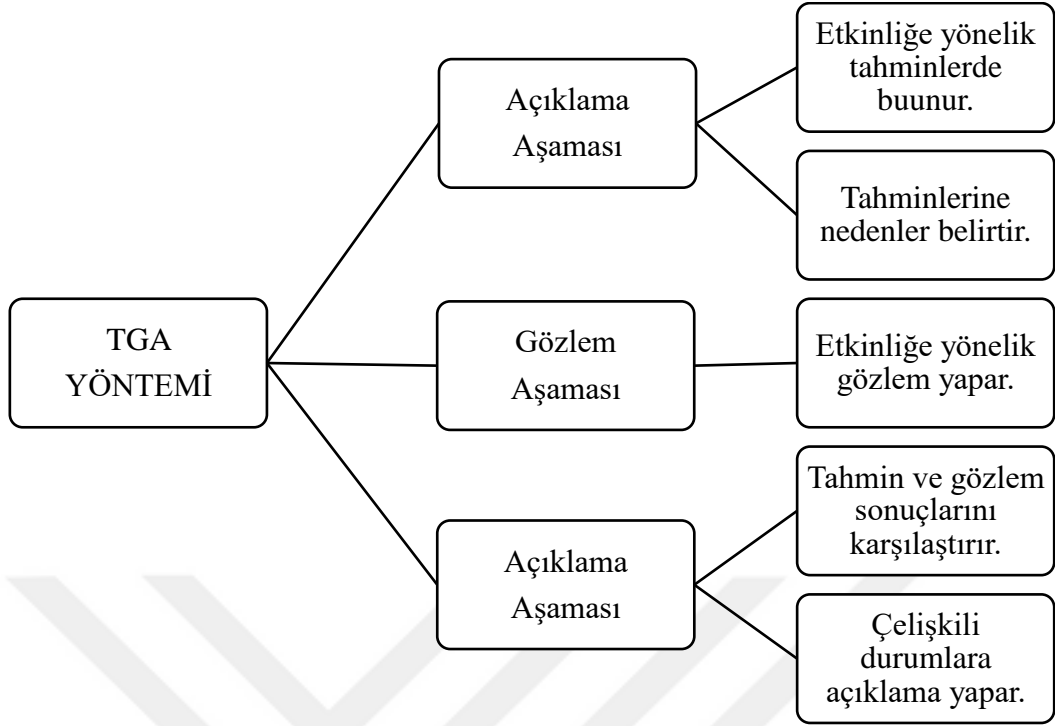 TGA
YÖNTEMİ
Açıklama
Aşaması
Etkinliğe yönelik
tahminlerde
buunur.
Tahminlerine
nedenler belirtir.
Gözlem
Aşaması
Etkinliğe yönelik
gözlem yapar.
Açıklama
Aşaması
Tahmin ve gözlem
sonuçlarını
karşılaştırır.
Çelişkili
durumlara
açıklama yapar.